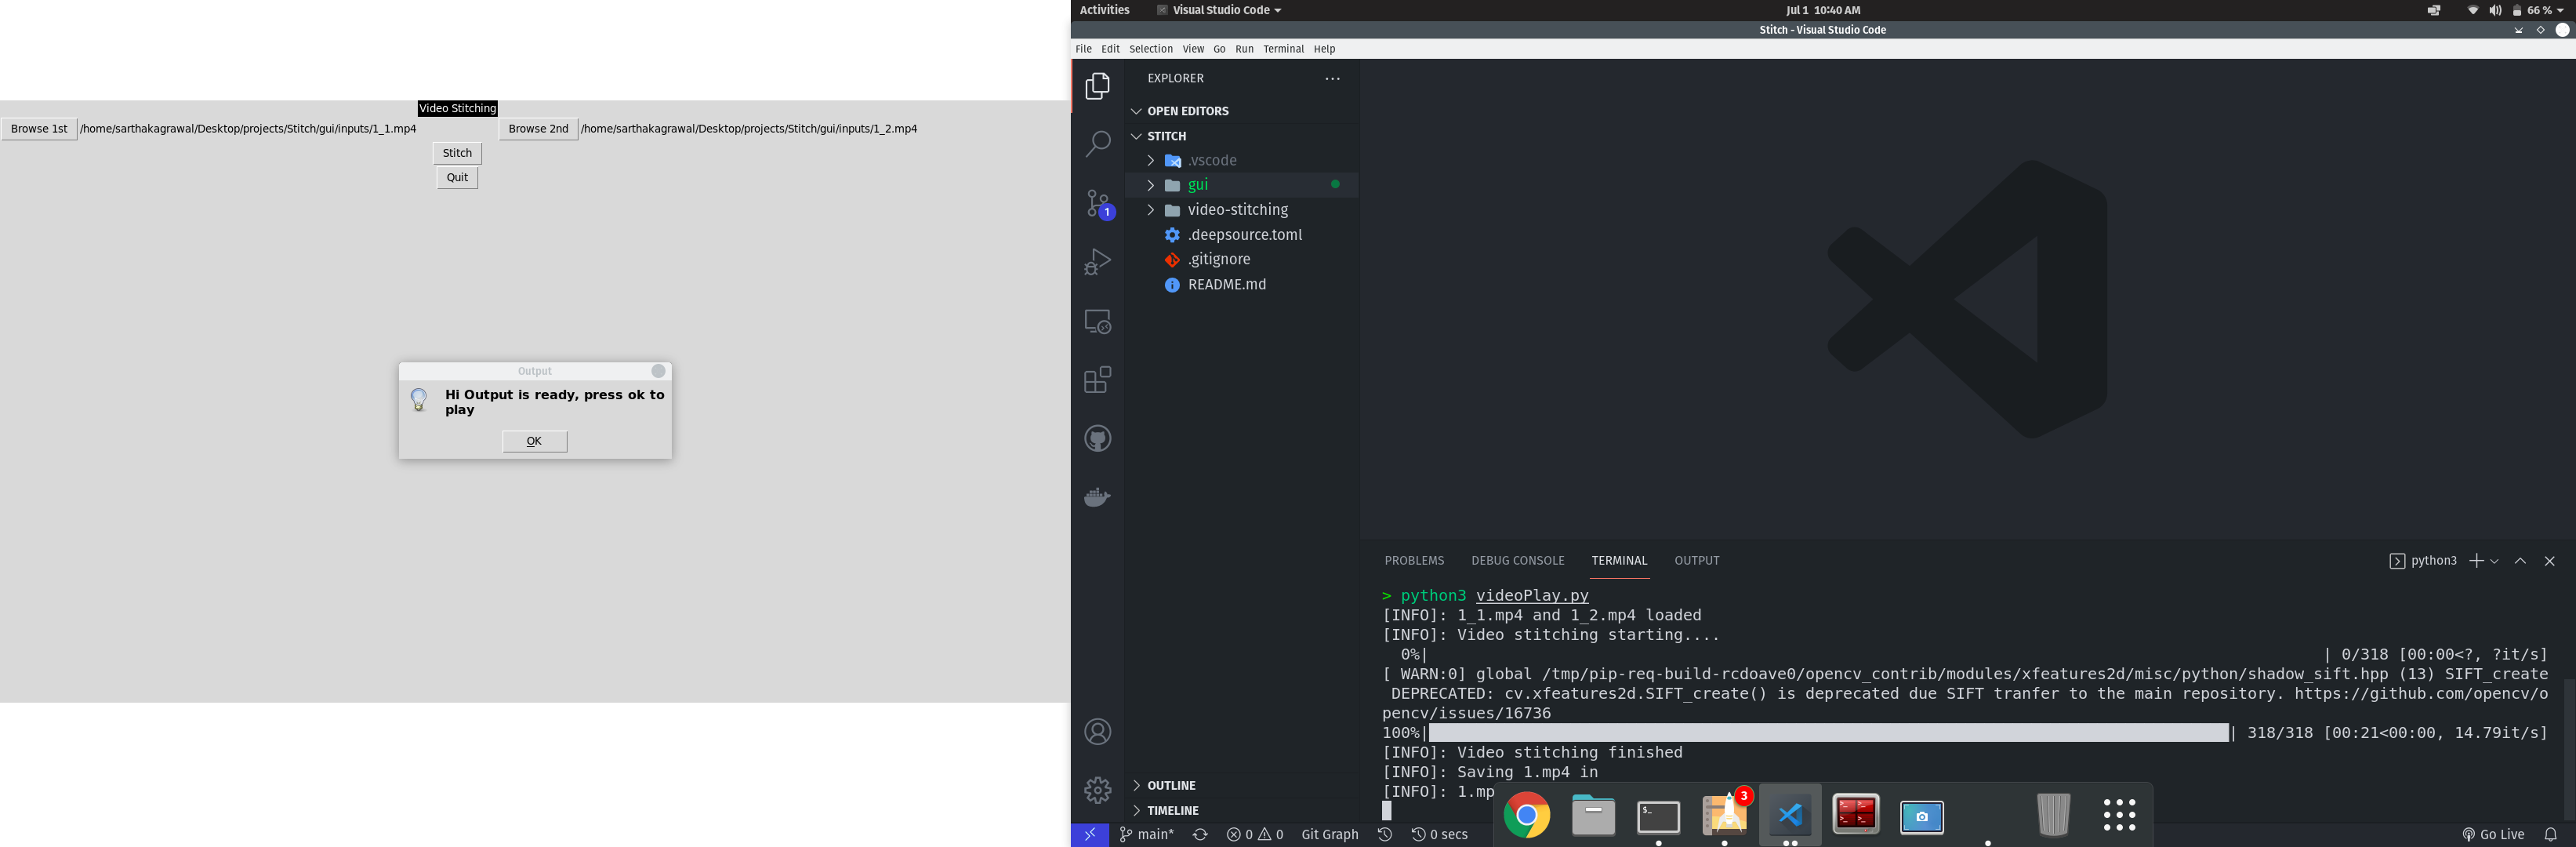 Video Stitching
Browse 1st /home/sarthakagrawal/Desktop/projects/Stitch/gui/inputs/1_1.mp4 Browse 2nd /home/sarthakagrawal/Desktop/projects/Stitch/gui/inputs/1_2.mp4
Stitch
Quit
Output
Hi Output is ready, press ok to
play
OK
Activities Visual Studio Code Jul 1 10:40 AM 66 %
Stitch - Visual Studio Code
File Edit Selection View Go Run Terminal Help
EXPLORER
OPEN EDITORS
STITCH
.vscode
gui
1
video-stitching
.deepsource.toml
.gitignore
README.md
OUTLINE
TIMELINE
PROBLEMS DEBUG CONSOLE TERMINAL OUTPUT python3
> python3 videoPlay.py
[INFO]: 1_1.mp4 and 1_2.mp4 loaded
[INFO]: Video stitching starting....
0%| | 0/318 [00:00<?, ?it/s]
[ WARN:0] global /tmp/pip-req-build-rcdoave0/opencv_contrib/modules/xfeatures2d/misc/python/shadow_sift.hpp (13) SIFT_create
DEPRECATED: cv.xfeatures2d.SIFT_create() is deprecated due SIFT tranfer to the main repository. https://github.com/opencv/o
pencv/issues/16736
100%| | 318/318 [00:21<00:00, 14.79it/s]
[INFO]: Video stitching finished
[INFO]: Saving 1.mp4 in
[INFO]: 1.mp
3
main* 0 0 Git Graph 0 secs Go Live